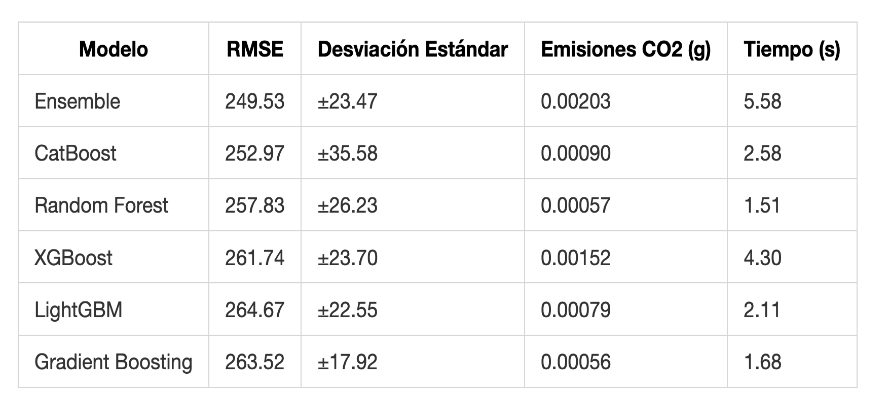 Modelo RMSE Desviación Estándar Emisiones CO2 (g) Tiempo (s)
Ensemble 249.53 ±23.47 0.00203 5.58
CatBoost 252.97 ±35.58 0.00090 2.58
Random Forest 257.83 ±26.23 0.00057 1.51
XGBoost 261.74 ±23.70 0.00152 4.30
LightGBM 264.67 ±22.55 0.00079 2.11
Gradient Boosting 263.52 ±17.92 0.00056 1.68